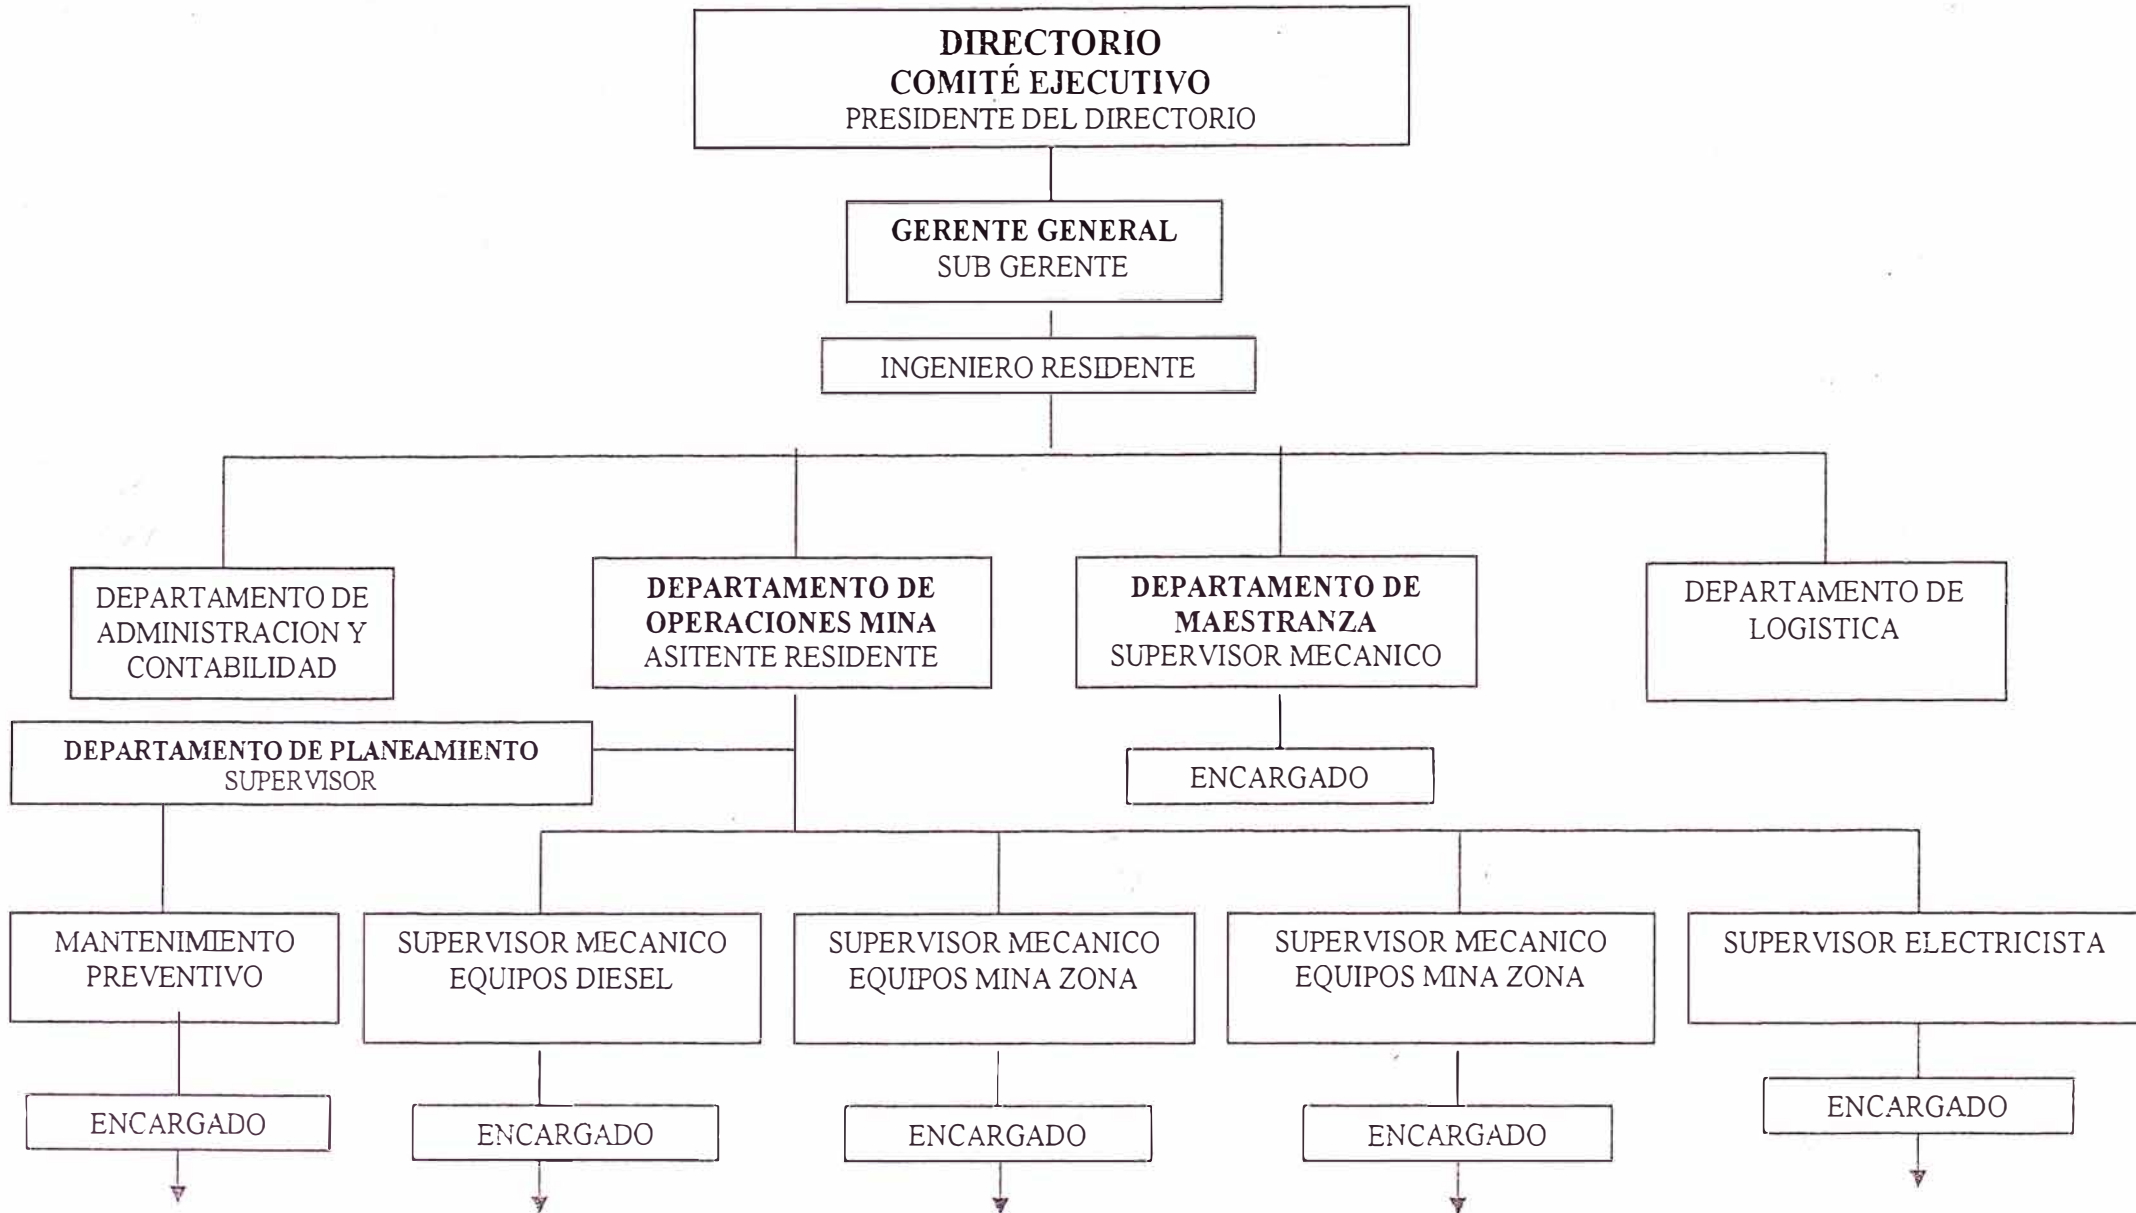 DIRECTORIO
COMITÉ EJECUTIVO
PRESIDENTE DEL DIRECTORIO
GERENTE GENERAL
SUB GERENTE
INGENIERO RESIDENTE
DEPARTAMENTO DE
ADMINISTRACION Y
CONTABILIDAD
DEPARTAMENTO DE
OPERACIONES MINA
ASITENTE RESIDENTE
DEPARTAMENTO DE
MAESTRANZA
SUPERVISOR MECANICO
DEPARTAMENTO DE
LOGISTICA
DEPARTAMENTO DE PLANEAMIENTO
SUPERVISOR
ENCARGADO
MANTENIMIENTO
PREVENTIVO
SUPERVISOR MECANICO
EQUIPOS DIESEL
SUPERVISOR MECANICO
EQUIPOS MINA ZONA
SUPERVISOR MECANICO
EQUIPOS MINA ZONA
SUPERVISOR ELECTRICISTA
ENCARGADO
ENCARGADO
ENCARGADO
ENCARGADO
ENCARGADO